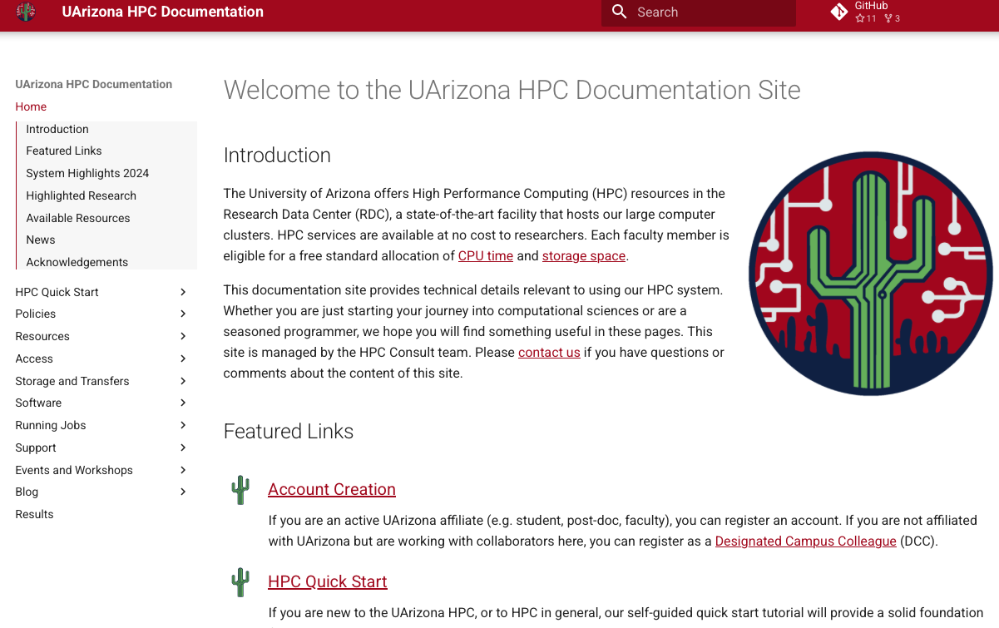 UArizona HPC Documentation
Search
GitHub
11 3
UArizona HPC Documentation
Home
Introduction
Featured Links
System Highlights 2024
Highlighted Research
Available Resources
News
Acknowledgements
HPC Quick Start
Policies
Resources
Access
Storage and Transfers
Software
Running Jobs
Support
Events and Workshops
Blog
Results
Welcome to the UArizona HPC Documentation Site
Introduction
The University of Arizona offers High Performance Computing (HPC) resources in the
Research Data Center (RDC), a state-of-the-art facility that hosts our large computer
clusters. HPC services are available at no cost to researchers. Each faculty member is
eligible for a free standard allocation of CPU time and storage space.
This documentation site provides technical details relevant to using our HPC system.
Whether you are just starting your journey into computational sciences or are a
seasoned programmer, we hope you will find something useful in these pages. This
site is managed by the HPC Consult team. Please contact us if you have questions or
comments about the content of this site.
Featured Links
Account Creation
If you are an active UArizona affiliate (e.g. student, post-doc, faculty), you can register an account. If you are not affiliated
with UArizona but are working with collaborators here, you can register as a Designated Campus Colleague (DCC).
HPC Quick Start
If you are new to the UArizona HPC, or to HPC in general, our self-guided quick start tutorial will provide a solid foundation